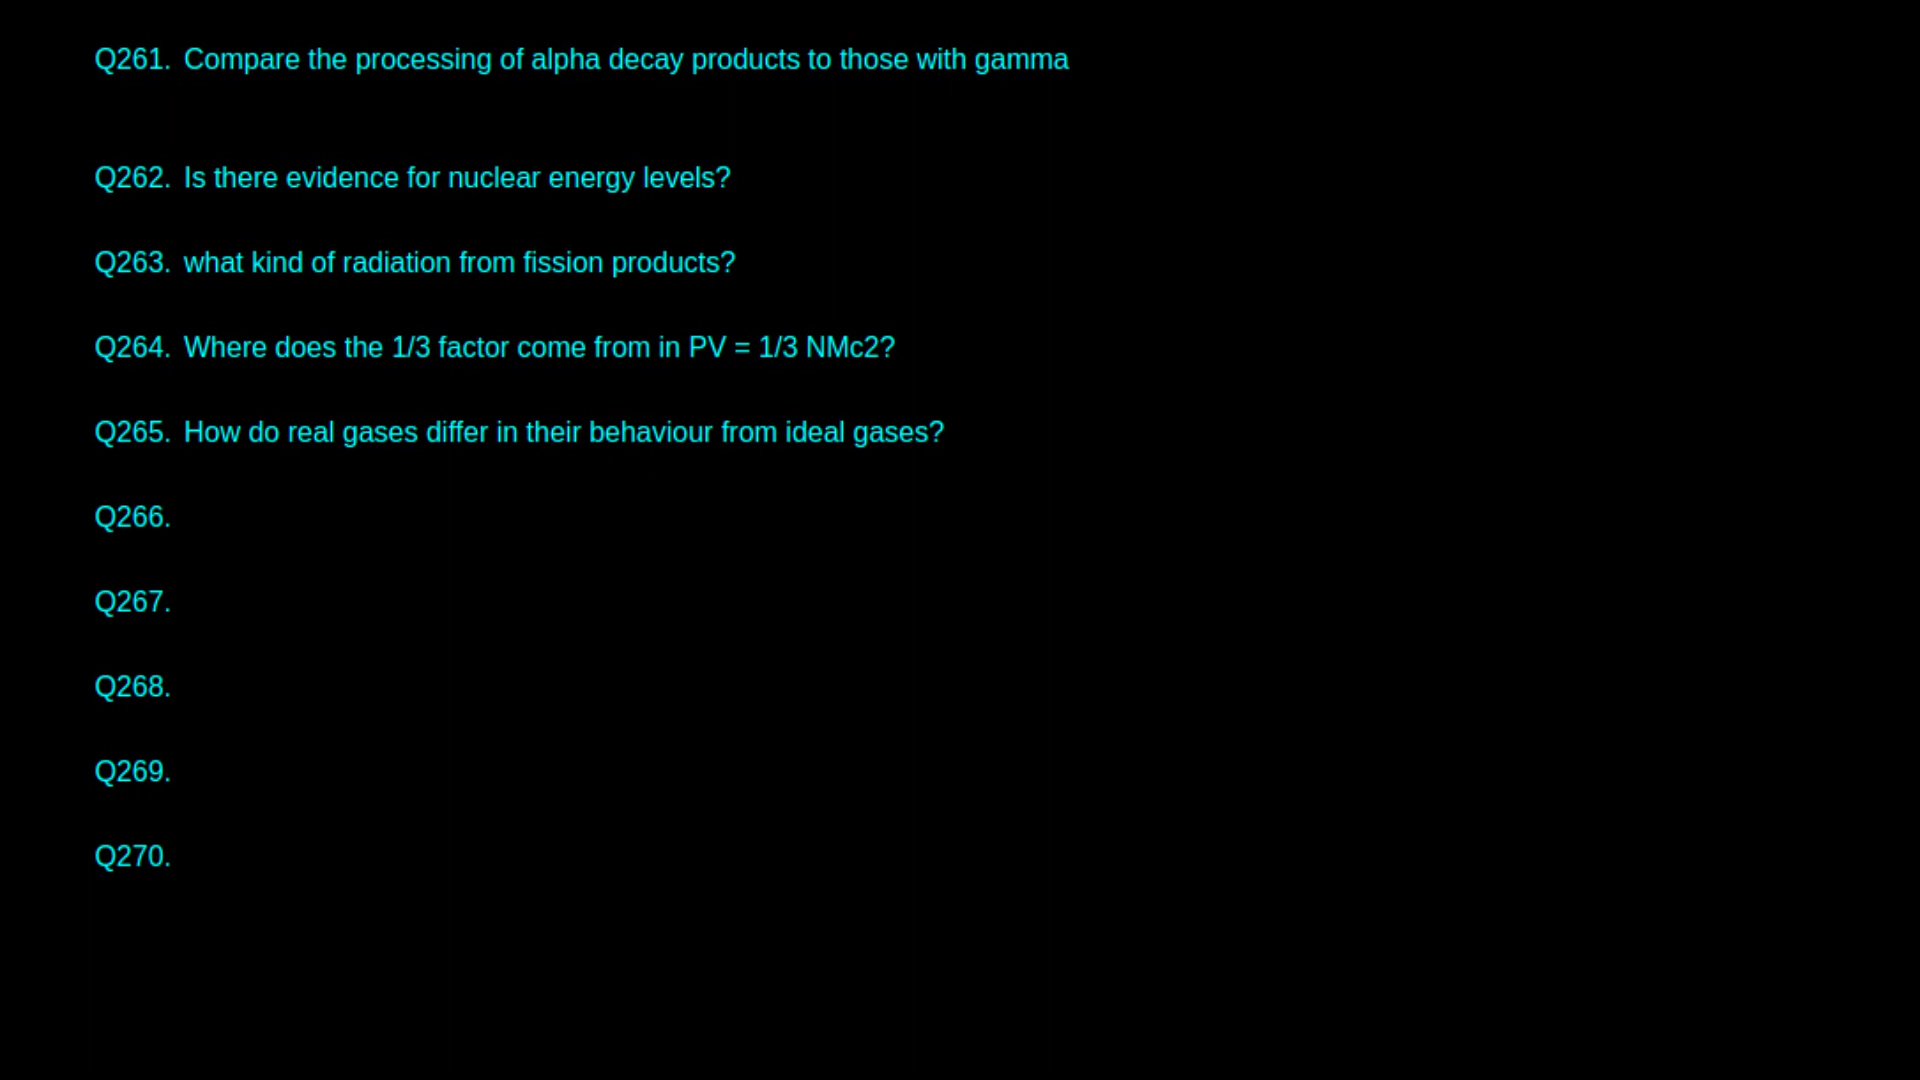 Q261. Compare the processing of alpha decay products to those with gamma
Q262. Is there evidence for nuclear energy levels?
Q263. what kind of radiation from fission products?
Q264. Where does the 1/3 factor come from in PV = 1/3 NMc2?
Q265. How do real gases differ in their behaviour from ideal gases?
Q266.
Q267.
Q268.
Q269.
Q270.